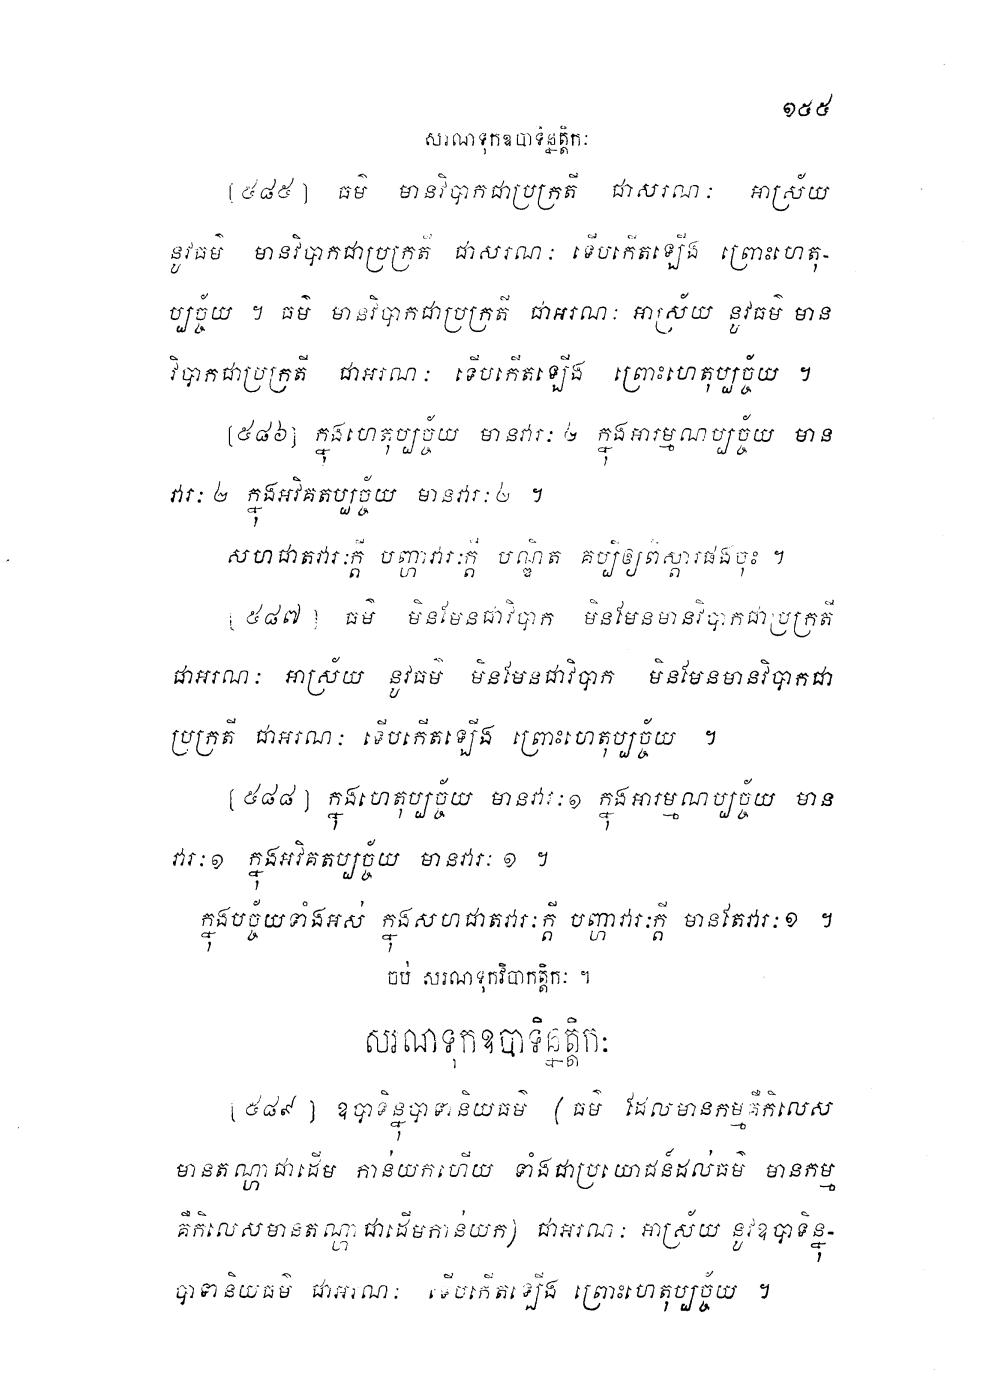 ១៥៥
សរណទុកឧបាទិន្នត្តិកៈ
[៥៨៥] ធម៌ មានវិបាកជាប្រក្រតី ជាសរណៈ អាស្រ័យ
នូវធម៌ មានវិបាកជាប្រក្រតី ជាសរណៈ ទើបកើតឡើង ព្រោះហេតុ-
ប្បច្ច័យ ។ ធម៌ មានវិបាកជាប្រក្រតី ជាអរណៈ អាស្រ័យ នូវធម៌ មាន
វិបាកជាប្រក្រតី ជាអរណៈ ទើបកើតឡើង ព្រោះហេតុប្បច្ច័យ ។
[៥៨៦] ក្នុងហេតុប្បច្ច័យ មានវារៈ ២ ក្នុងអារម្មណប្បច្ច័យ មាន
វារៈ ២ ក្នុងអវិគតប្បច្ច័យ មានវារៈ ២ ។
សហជាតវារៈក្តី បញ្ហាវារៈក្តី បណ្ឌិត គប្បីឲ្យពិស្តារផងចុះ ។
[៥៨៧] ធម៌ មិនមែនជាវិបាក មិនមែនមានវិបាកជាប្រក្រតី
ជាអរណៈ អាស្រ័យ នូវធម៌ មិនមែនជាវិបាក មិនមែនមានវិបាកជា
ប្រក្រតី ជាអរណៈ ទើបកើតឡើង ព្រោះហេតុប្បច្ច័យ ។
[៥៨៨] ក្នុងហេតុប្បច្ច័យ មានវារៈ១ ក្នុងអារម្មណប្បច្ច័យ មាន
វារៈ១ ក្នុងអវិគតប្បច្ច័យ មានវារៈ ១ ។
ក្នុងបច្ច័យទាំងអស់ ក្នុងសហជាតវារៈក្តី បញ្ហាវារៈក្តី មានតែវារៈ១ ។
ចប់ សរណទុកវិបាកត្តិកៈ ។
សរណទុកឧបាទិន្នត្តិកៈ
[៥៨៩] ឧបាទិន្នុបាទានិយធម៌ (ធម៌ ដែលមានកម្មគឺកិលេស
មានតណ្ហាជាដើម កាន់យកហើយ ទាំងជាប្រយោជន៍ដល់ធម៌ មានកម្ម
គឺកិលេសមានតណ្ហាជាដើមកាន់យក) ជាអរណៈ អាស្រ័យ នូវឧបាទិន្នុ-
បាទានិយធម៌ ជាអរណៈ ទើបកើតឡើង ព្រោះហេតុប្បច្ច័យ ។